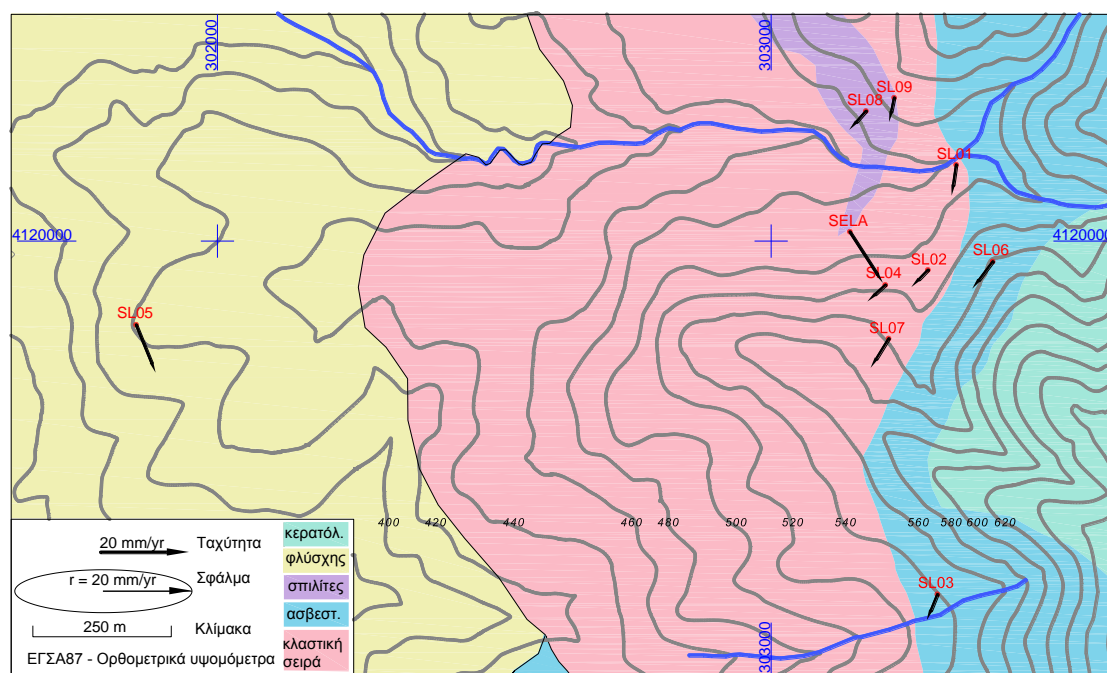 302000
303000
SL09
SL08
SL01
SELA
4120000
4120000
SL02
SL06
SL04
SL05
SL07
400 420 440 460 480 500 520 540 560 580 600 620
SL03
303000
20 mm/yr Ταχύτητα
r = 20 mm/yr Σφάλμα
250 m Κλίμακα
ΕΓΣΑ87 - Ορθομετρικά υψομόμετρα
κερατόλ.
φλύσχης
σπιλίτες
ασβεστ.
κλαστική
σειρά